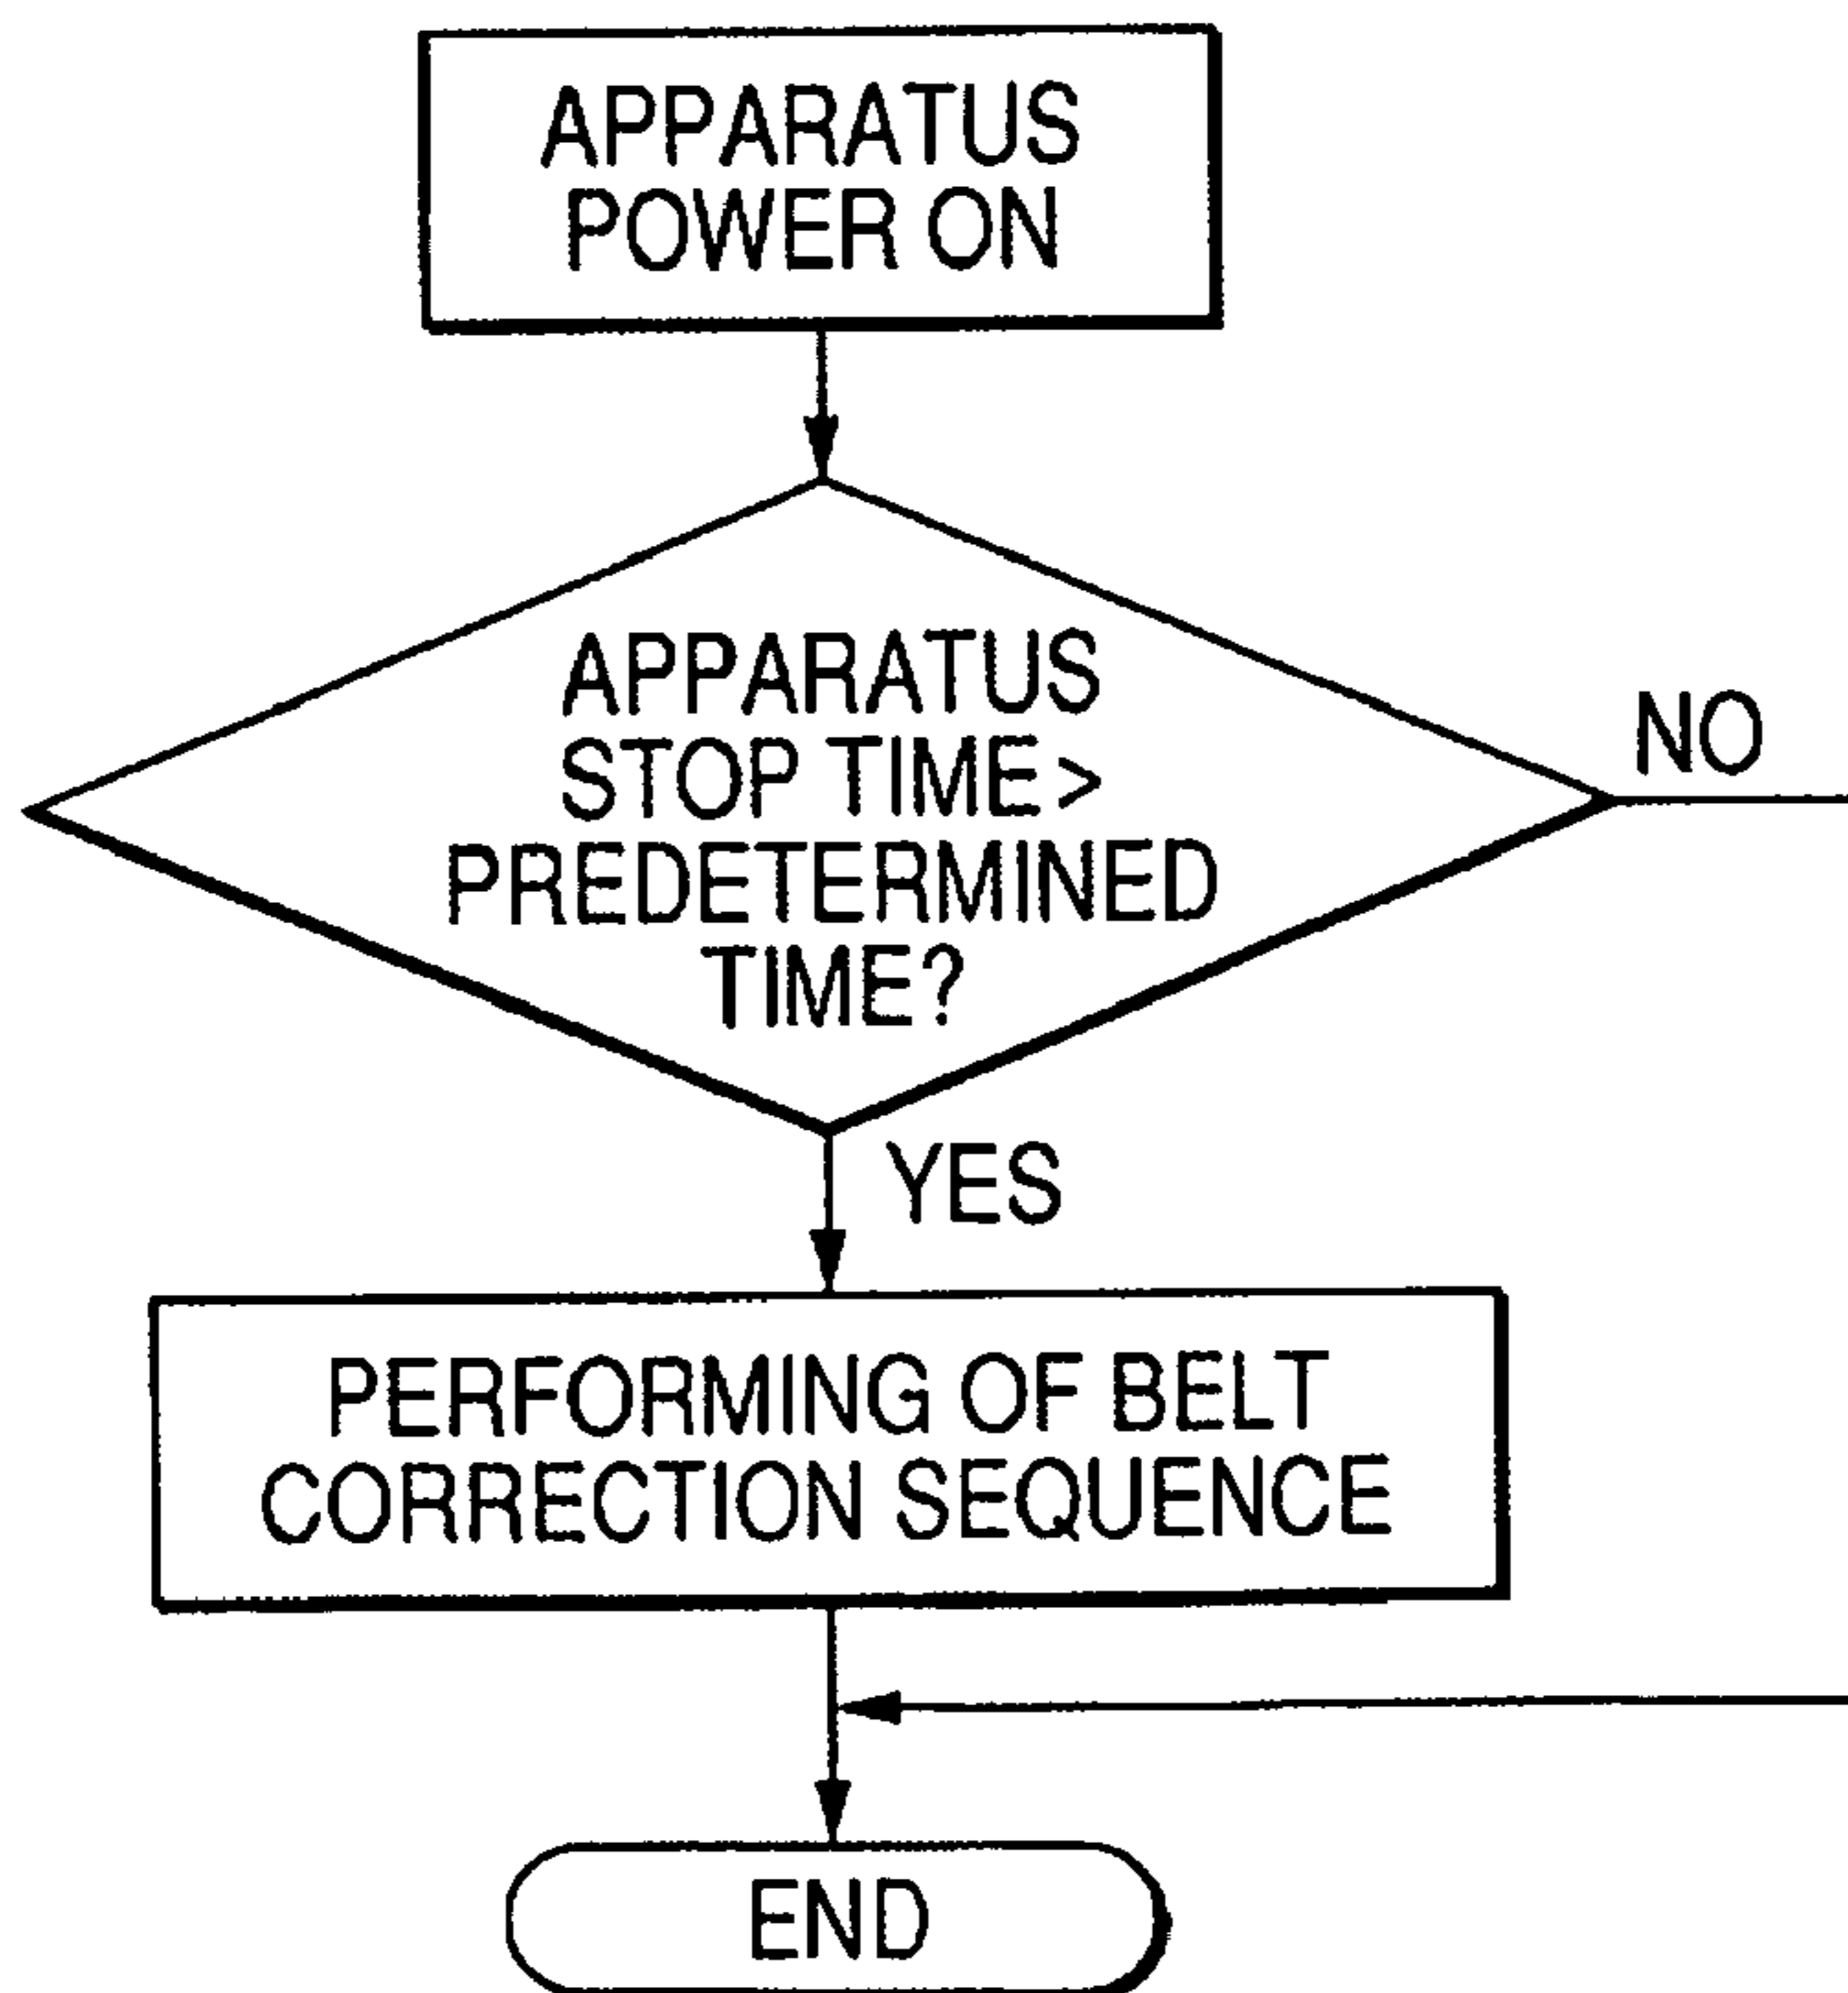 APPARATUS
POWER ON
APPARATUS
STOP TIME >
PREDETERMINED
TIME?
NO
YES
PERFORMING OF BELT
CORRECTION SEQUENCE
END